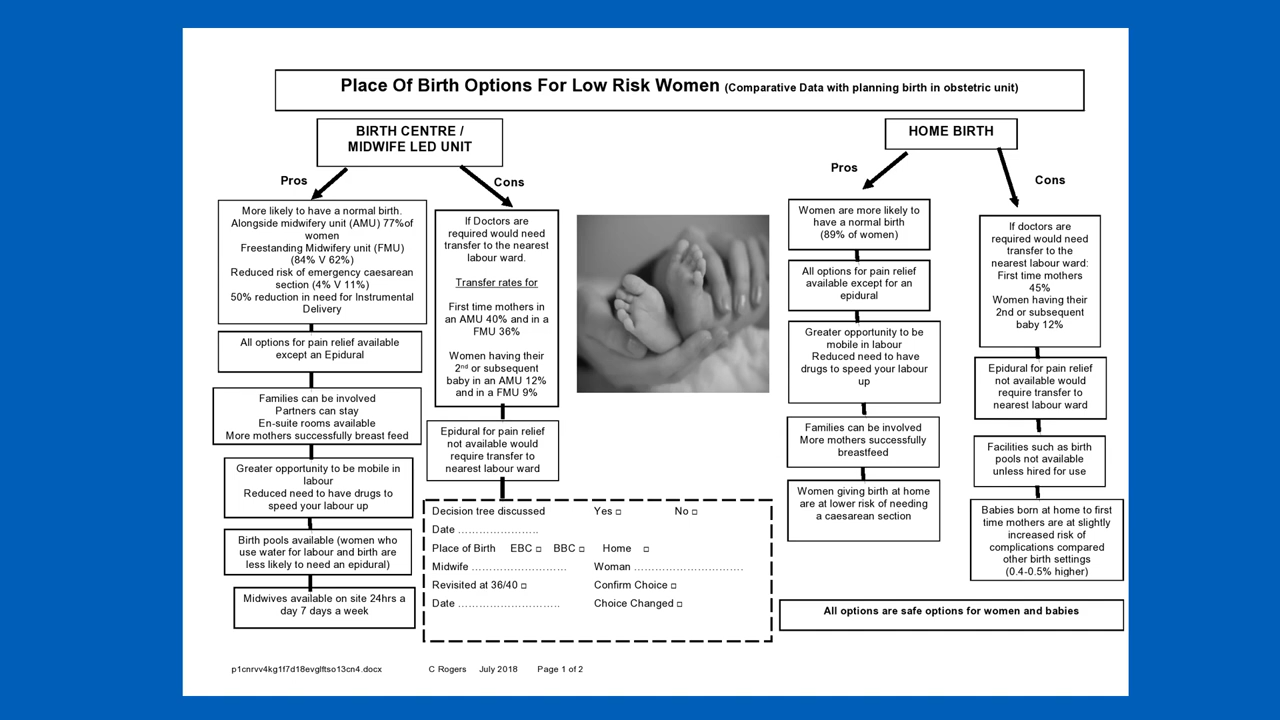 Place Of Birth Options For Low Risk Women (Comparative Data with planning birth in obstetric unit)
BIRTH CENTRE /
MIDWIFE LED UNIT
Pros
Cons
More likely to have a normal birth.
Alongside midwifery unit (AMU) 77%of
women
Freestanding Midwifery unit (FMU)
(84% V 62%)
Reduced risk of emergency caesarean
section (4% V 11%)
50% reduction in need for Instrumental
Delivery
All options for pain relief available
except an Epidural
Families can be involved
Partners can stay
En-suite rooms available
More mothers successfully breast feed
Greater opportunity to be mobile in
labour
Reduced need to have drugs to
speed your labour up
Birth pools available (women who
use water for labour and birth are
less likely to need an epidural)
Midwives available on site 24hrs a
day 7 days a week
If Doctors are
required would need
transfer to the nearest
labour ward.
Transfer rates for
First time mothers in
an AMU 40% and in a
FMU 36%
Women having their
2nd or subsequent
baby in an AMU 12%
and in a FMU 9%
Epidural for pain relief
not available would
require transfer to
nearest labour ward
Decision tree discussed Yes □ No □
Date …………………..
Place of Birth EBC □ BBC □ Home □
Midwife ……………………… Woman …………………………….
Revisited at 36/40 □ Confirm Choice □
Date ………………………. Choice Changed □
HOME BIRTH
Pros
Cons
Women are more likely to
have a normal birth
(89% of women)
All options for pain relief
available except for an
epidural
Greater opportunity to be
mobile in labour
Reduced need to have
drugs to speed your labour
up
Families can be involved
More mothers successfully
breastfeed
Women giving birth at home
are at lower risk of needing
a caesarean section
If doctors are
required would need
transfer to the
nearest labour ward:
First time mothers
45%
Women having their
2nd or subsequent
baby 12%
Epidural for pain relief
not available would
require transfer to
nearest labour ward
Facilities such as birth
pools not available
unless hired for use
Babies born at home to first
time mothers are at slightly
increased risk of
complications compared
other birth settings
(0.4-0.5% higher)
All options are safe options for women and babies
p1cnrvv4kg1f7d18evglftso13cn4.docx C Rogers July 2018 Page 1 of 2